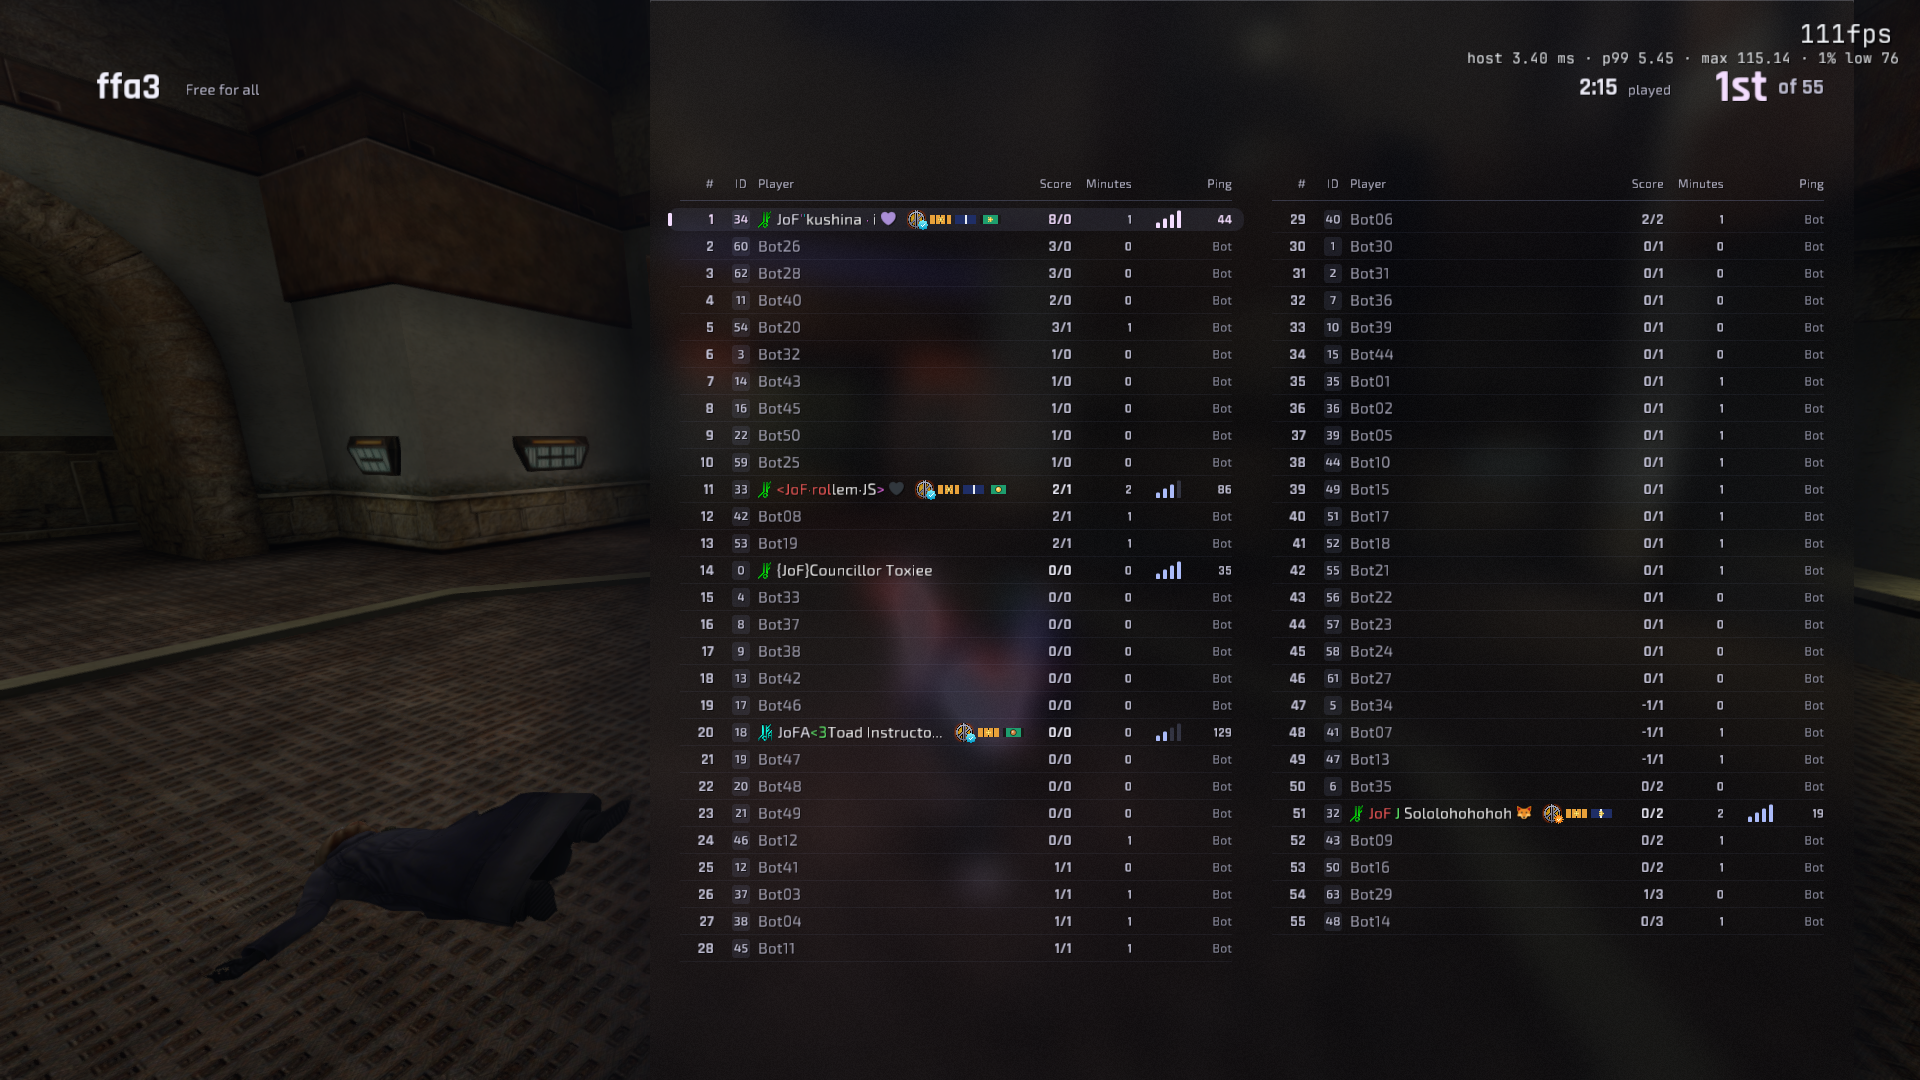 111fps
host 3.40 ms · p99 5.45 · max 115.14 · 1% low 76
ffa3 Free for all
2:15 played 1st of 55
# ID Player Score Minutes Ping
1 34 JoF"kushina · i 💜 8/0 1 44
2 60 Bot26 3/0 0 Bot
3 62 Bot28 3/0 0 Bot
4 11 Bot40 2/0 0 Bot
5 54 Bot20 3/1 1 Bot
6 3 Bot32 1/0 0 Bot
7 14 Bot43 1/0 0 Bot
8 16 Bot45 1/0 0 Bot
9 22 Bot50 1/0 0 Bot
10 59 Bot25 1/0 0 Bot
11 33 <JoF·rollem·JS> 🖤 2/1 2 86
12 42 Bot08 2/1 1 Bot
13 53 Bot19 2/1 1 Bot
14 0 {JoF}Councillor Toxiee 0/0 0 35
15 4 Bot33 0/0 0 Bot
16 8 Bot37 0/0 0 Bot
17 9 Bot38 0/0 0 Bot
18 13 Bot42 0/0 0 Bot
19 17 Bot46 0/0 0 Bot
20 18 JoFA<3Toad Instructo... 0/0 0 129
21 19 Bot47 0/0 0 Bot
22 20 Bot48 0/0 0 Bot
23 21 Bot49 0/0 0 Bot
24 46 Bot12 0/0 1 Bot
25 12 Bot41 1/1 0 Bot
26 37 Bot03 1/1 1 Bot
27 38 Bot04 1/1 1 Bot
28 45 Bot11 1/1 1 Bot
# ID Player Score Minutes Ping
29 40 Bot06 2/2 1 Bot
30 1 Bot30 0/1 0 Bot
31 2 Bot31 0/1 0 Bot
32 7 Bot36 0/1 0 Bot
33 10 Bot39 0/1 0 Bot
34 15 Bot44 0/1 0 Bot
35 35 Bot01 0/1 1 Bot
36 36 Bot02 0/1 1 Bot
37 39 Bot05 0/1 1 Bot
38 44 Bot10 0/1 1 Bot
39 49 Bot15 0/1 1 Bot
40 51 Bot17 0/1 1 Bot
41 52 Bot18 0/1 1 Bot
42 55 Bot21 0/1 1 Bot
43 56 Bot22 0/1 0 Bot
44 57 Bot23 0/1 0 Bot
45 58 Bot24 0/1 0 Bot
46 61 Bot27 0/1 0 Bot
47 5 Bot34 -1/1 0 Bot
48 41 Bot07 -1/1 1 Bot
49 47 Bot13 -1/1 1 Bot
50 6 Bot35 0/2 0 Bot
51 32 JoF J Sololohohohoh 🦊 0/2 2 19
52 43 Bot09 0/2 1 Bot
53 50 Bot16 0/2 1 Bot
54 63 Bot29 1/3 0 Bot
55 48 Bot14 0/3 1 Bot